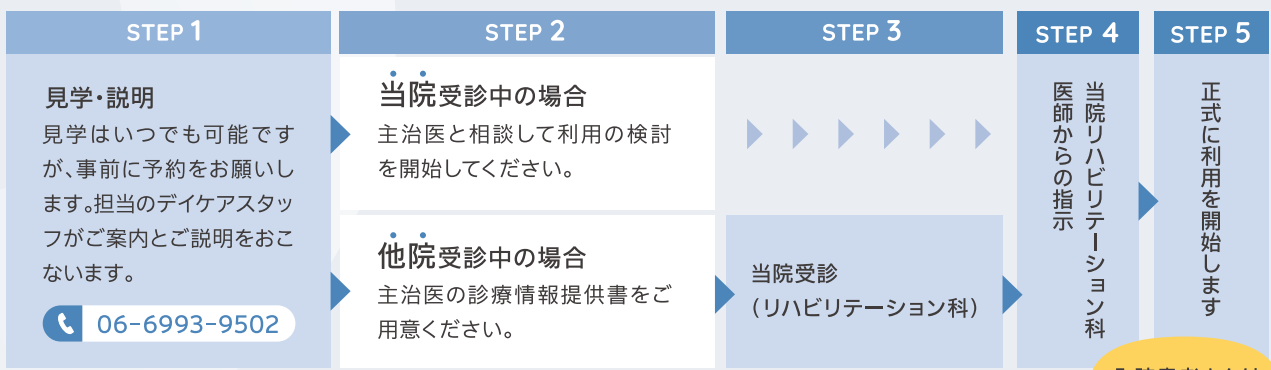 STEP 1
見学・説明
見学はいつでも可能です
が、事前に予約をお願いし
ます。担当のデイケアスタッ
フがご案内とご説明をおこ
ないます。
06-6993-9502
STEP 2
当院受診中の場合
主治医と相談して利用の検討
を開始してください。
他院受診中の場合
主治医の診療情報提供書をご
用意ください。
STEP 3
当院受診
（リハビリテーション科）
STEP 4
当院リハビリテーション科
医師からの指示
STEP 5
正式に利用を開始します